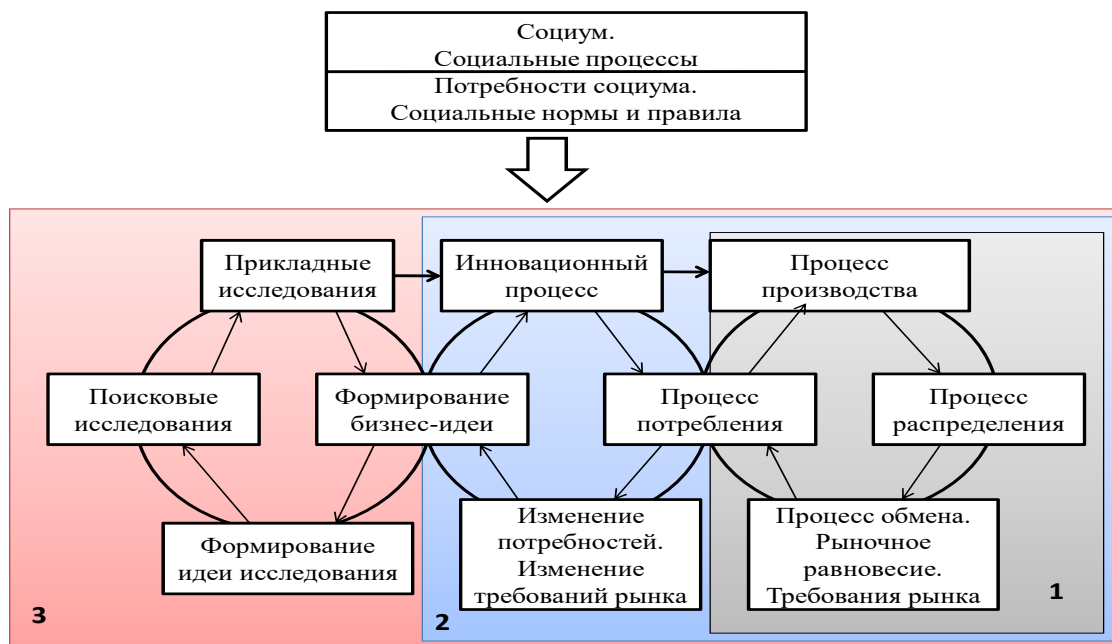 Социум.
Социальные процессы
Потребности социума.
Социальные нормы и правила
Прикладные
исследования
Инновационный
процесс
Процесс
производства
Поисковые
исследования
Формирование
бизнес-идеи
Процесс
потребления
Процесс
распределения
Формирование
идеи исследования
Изменение
потребностей.
Изменение
требований рынка
Процесс обмена.
Рыночное
равновесие.
Требования рынка
3
2
1